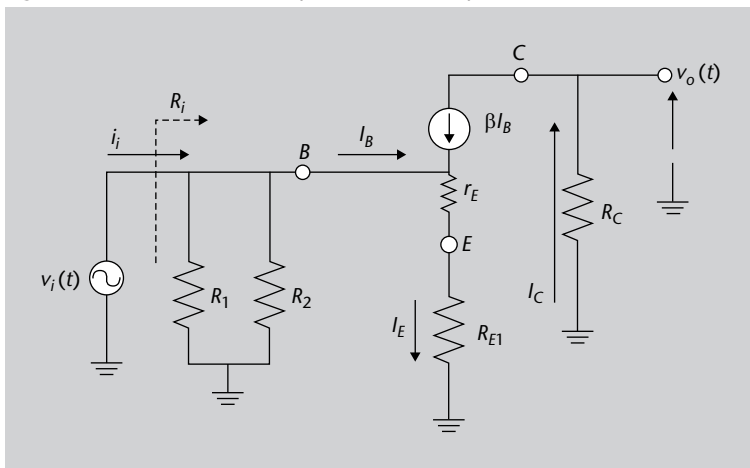 C
v_o(t)
R_i
βI_B
i_i
B
I_B
r_E
R_C
E
v_i(t)
R_1
R_2
I_E
R_E1
I_C